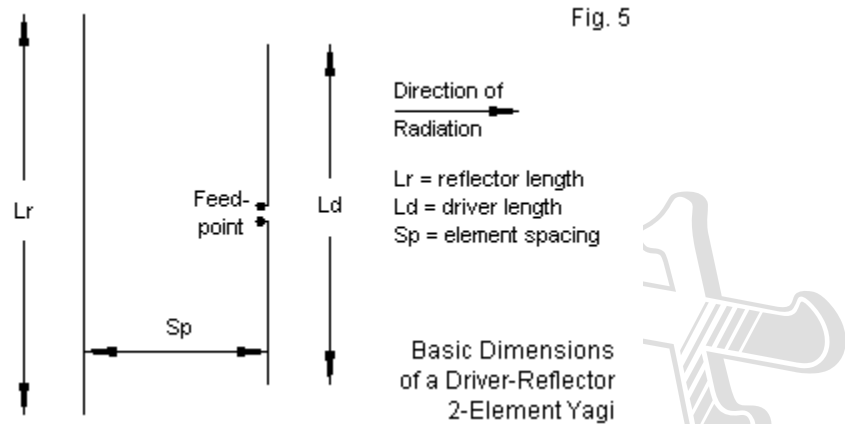 Fig. 5
Direction of
Radiation
Lr = reflector length
Ld = driver length
Sp = element spacing
Lr
Feed-
point
Ld
Sp
Basic Dimensions
of a Driver-Reflector
2-Element Yagi